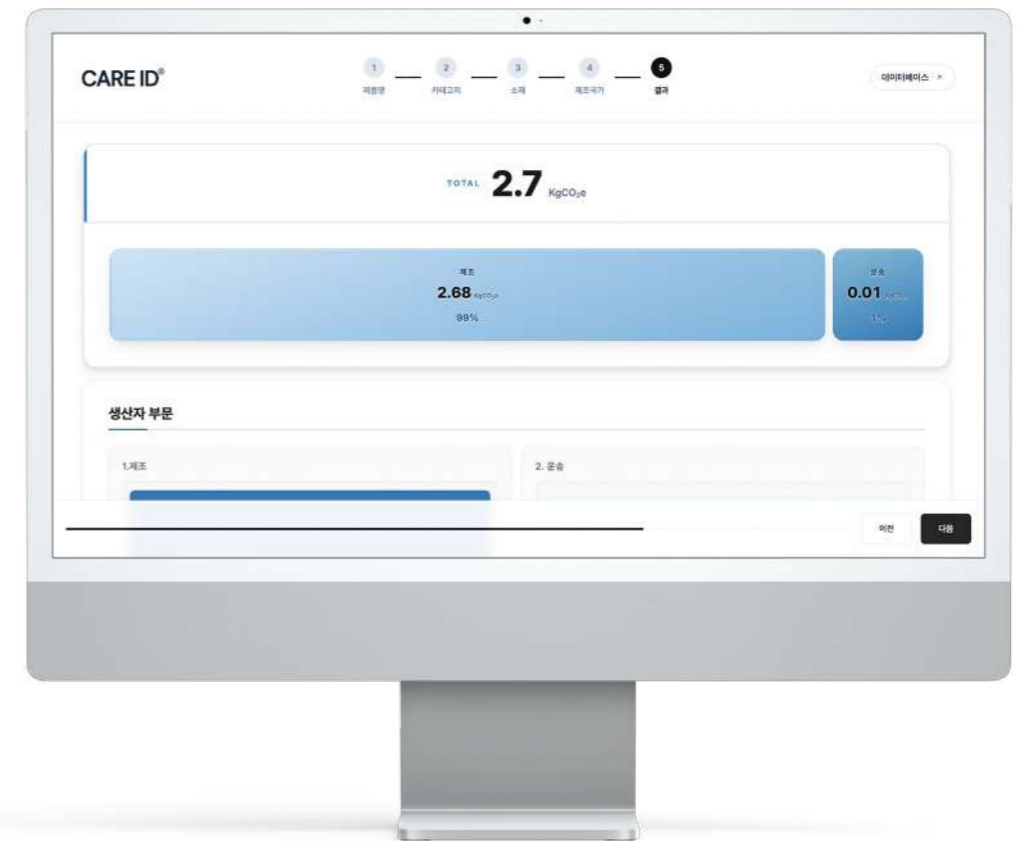 CARE ID®
1 2 3 4 5
제품명 카테고리 소재 제조국가 결과
데이터베이스 ↗
TOTAL 2.7 KgCO₂e
제조
2.68 KgCO₂e
99%
운송
0.01 KgCO₂e
1%
생산자 부문
1.제조
2. 운송
이전 다음